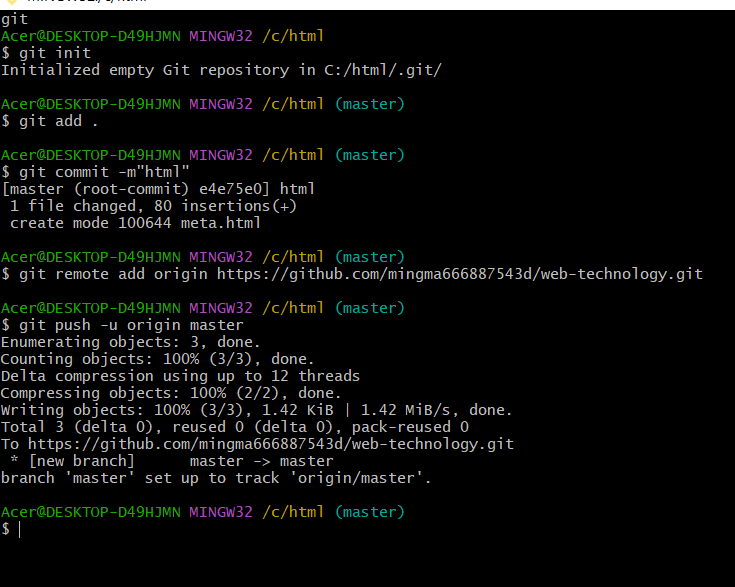 git
Acer@DESKTOP-D49HJMN MINGW32 /c/html
$ git init
Initialized empty Git repository in C:/html/.git/
Acer@DESKTOP-D49HJMN MINGW32 /c/html (master)
$ git add .
Acer@DESKTOP-D49HJMN MINGW32 /c/html (master)
$ git commit -m"html"
[master (root-commit) e4e75e0] html
 1 file changed, 80 insertions(+)
 create mode 100644 meta.html
Acer@DESKTOP-D49HJMN MINGW32 /c/html (master)
$ git remote add origin https://github.com/mingma666887543d/web-technology.git
Acer@DESKTOP-D49HJMN MINGW32 /c/html (master)
$ git push -u origin master
Enumerating objects: 3, done.
Counting objects: 100% (3/3), done.
Delta compression using up to 12 threads
Compressing objects: 100% (2/2), done.
Writing objects: 100% (3/3), 1.42 KiB | 1.42 MiB/s, done.
Total 3 (delta 0), reused 0 (delta 0), pack-reused 0
To https://github.com/mingma666887543d/web-technology.git
 * [new branch]      master -> master
branch 'master' set up to track 'origin/master'.
Acer@DESKTOP-D49HJMN MINGW32 /c/html (master)
$